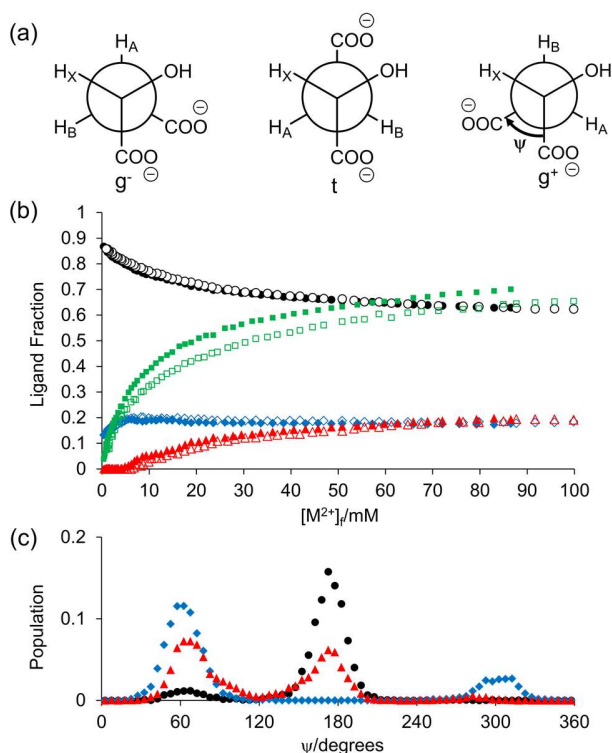 (a)
COO ⊖
H_A H_X H_B
H_X OH H_X OH H_X OH
H_B COO ⊖ H_A H_B ⊖ OOC H_A
ψ
COO ⊖ COO ⊖ COO ⊖
g⁻ t g⁺
(b)
1
0.9
0.8
0.7
0.6
0.5
0.4
0.3
0.2
0.1
0
Ligand Fraction
0 10 20 30 40 50 60 70 80 90 100
[M²⁺]f/mM
(c)
0.2
0.1
0
Population
0 60 120 180 240 300 360
ψ/degrees